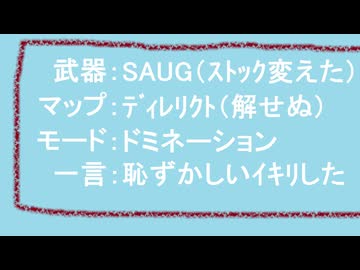 武器：SAUG（ｽﾄｯｸ変えた）
マップ：ﾃﾞｨﾚﾘｸﾄ（解せぬ）
モード：ドミネーション
一言：恥ずかしいｲｷﾘした